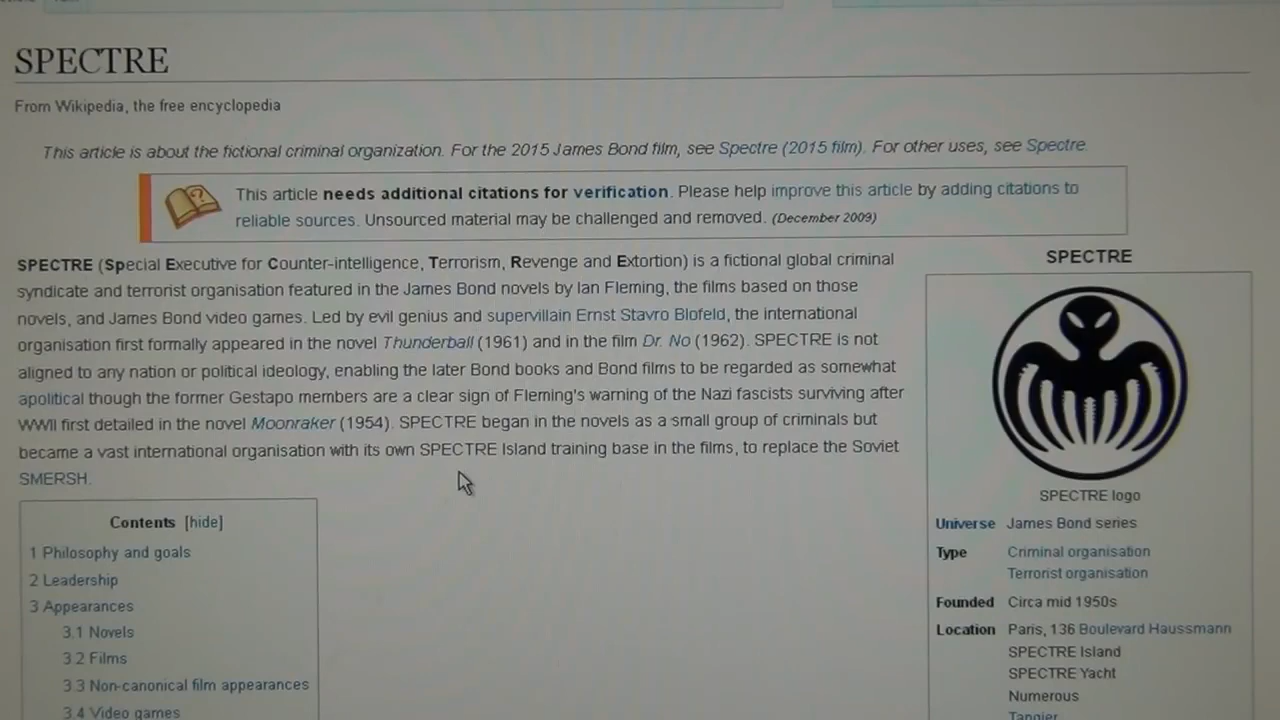 SPECTRE
From Wikipedia, the free encyclopedia
This article is about the fictional criminal organization. For the 2015 James Bond film, see Spectre (2015 film). For other uses, see Spectre.
This article needs additional citations for verification. Please help improve this article by adding citations to
reliable sources. Unsourced material may be challenged and removed. (December 2009)
SPECTRE (Special Executive for Counter-intelligence, Terrorism, Revenge and Extortion) is a fictional global criminal
syndicate and terrorist organisation featured in the James Bond novels by Ian Fleming, the films based on those
novels, and James Bond video games. Led by evil genius and supervillain Ernst Stavro Blofeld, the international
organisation first formally appeared in the novel Thunderball (1961) and in the film Dr. No (1962). SPECTRE is not
aligned to any nation or political ideology, enabling the later Bond books and Bond films to be regarded as somewhat
apolitical though the former Gestapo members are a clear sign of Fleming's warning of the Nazi fascists surviving after
WWII first detailed in the novel Moonraker (1954). SPECTRE began in the novels as a small group of criminals but
became a vast international organisation with its own SPECTRE Island training base in the films, to replace the Soviet
SMERSH.
Contents [hide]
1 Philosophy and goals
2 Leadership
3 Appearances
3.1 Novels
3.2 Films
3.3 Non-canonical film appearances
3.4 Video games
SPECTRE
SPECTRE logo
Universe James Bond series
Type Criminal organisation
Terrorist organisation
Founded Circa mid 1950s
Location Paris, 136 Boulevard Haussmann
SPECTRE Island
SPECTRE Yacht
Numerous
Tangier